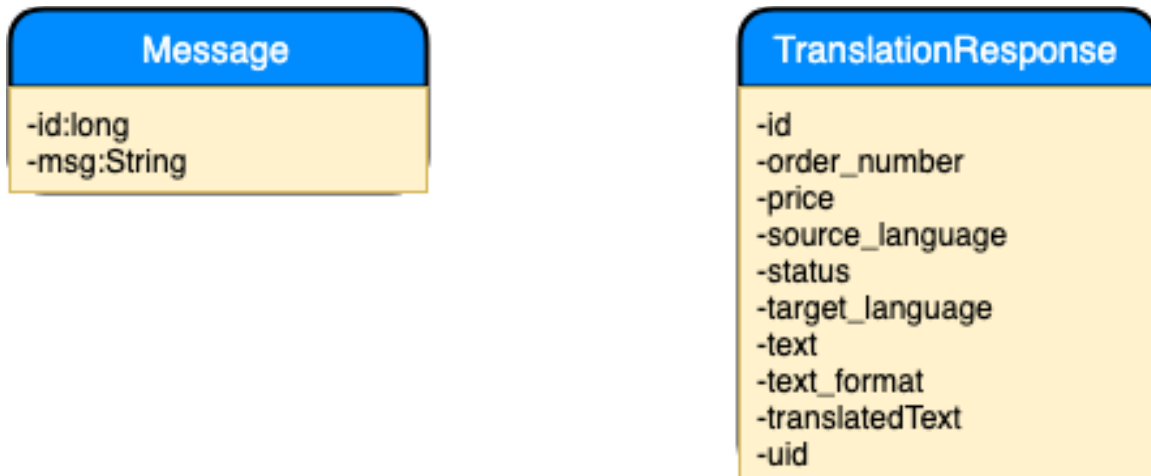 Message
-id:long
-msg:String
TranslationResponse
-id
-order_number
-price
-source_language
-status
-target_language
-text
-text_format
-translatedText
-uid